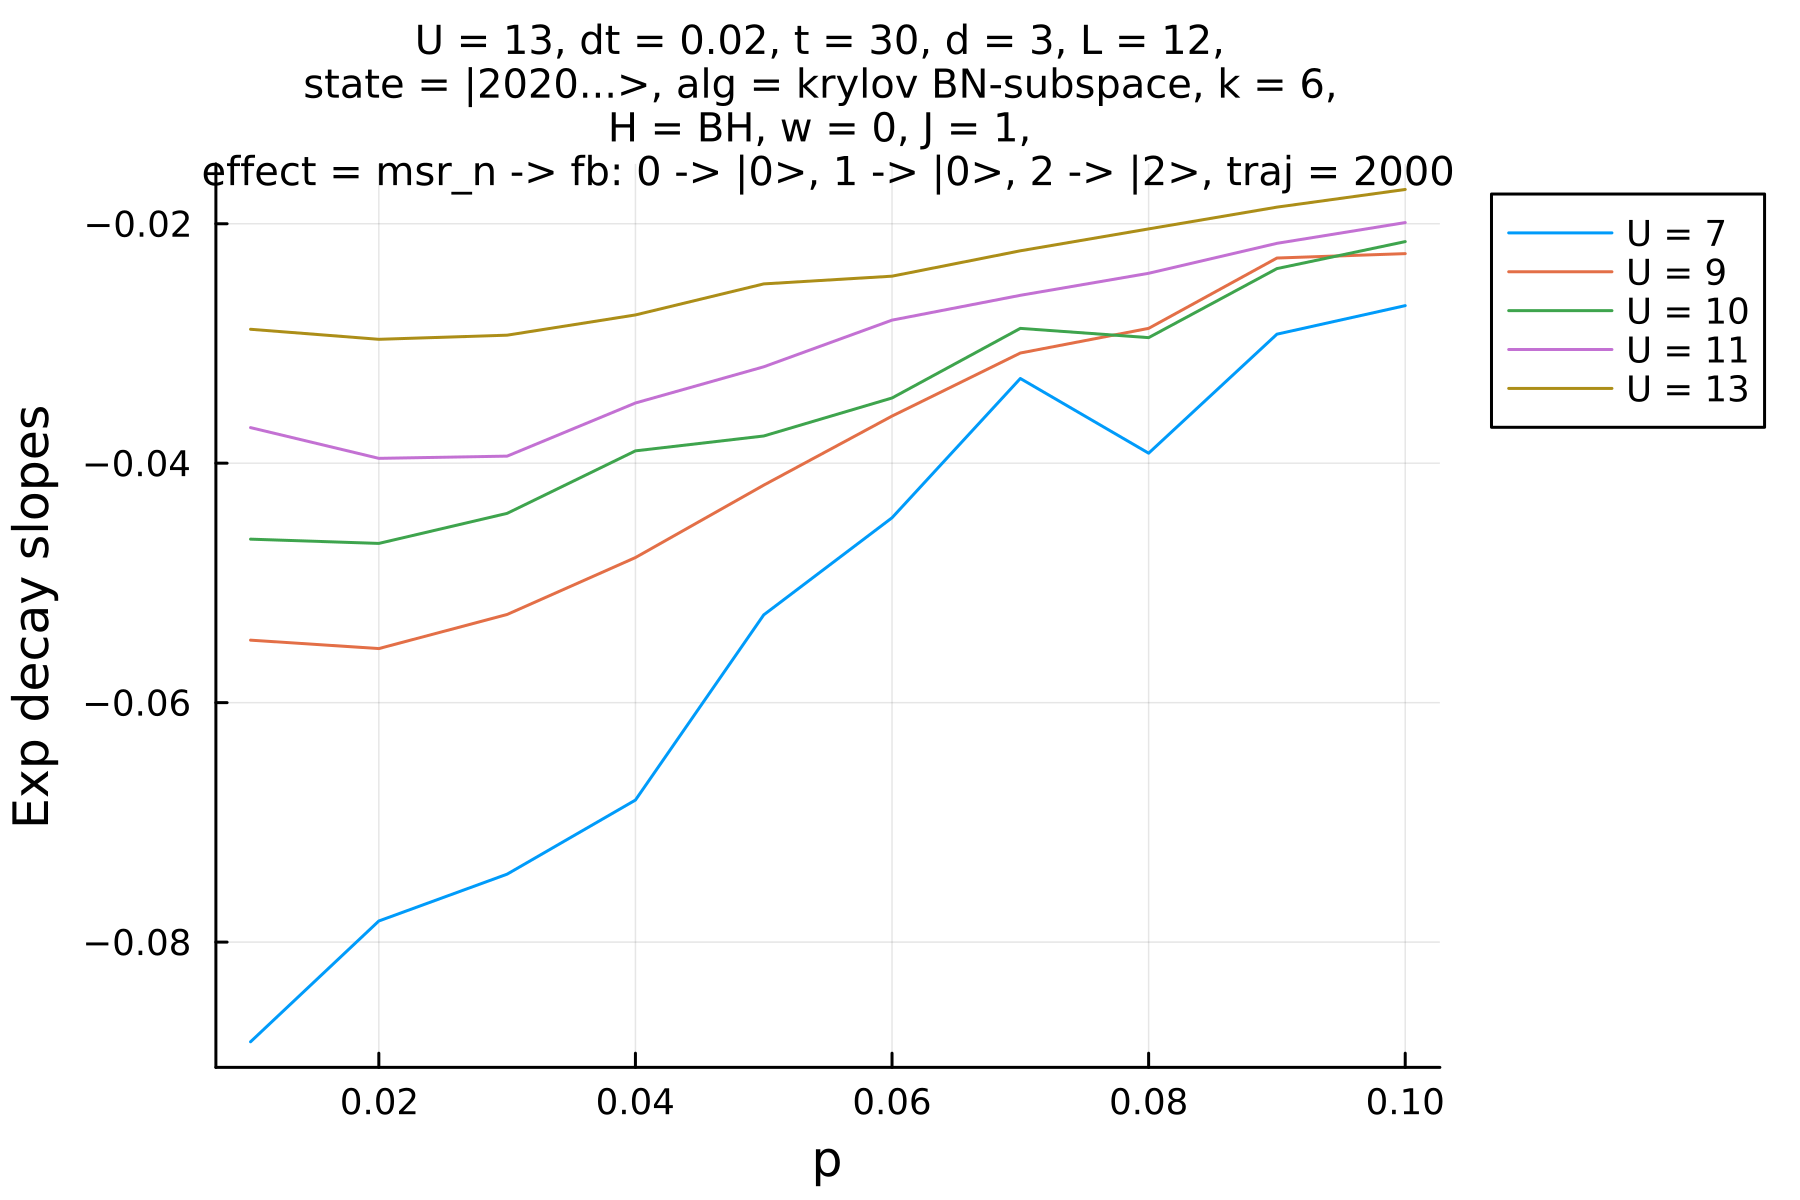 U = 13, dt = 0.02, t = 30, d = 3, L = 12,
state = |2020...>, alg = krylov BN-subspace, k = 6,
H = BH, w = 0, J = 1,
effect = msr_n -> fb: 0 -> |0>, 1 -> |0>, 2 -> |2>, traj = 2000
−0.02
−0.04
−0.06
−0.08
Exp decay slopes
0.02
0.04
0.06
0.08
0.10
p
U = 7
U = 9
U = 10
U = 11
U = 13